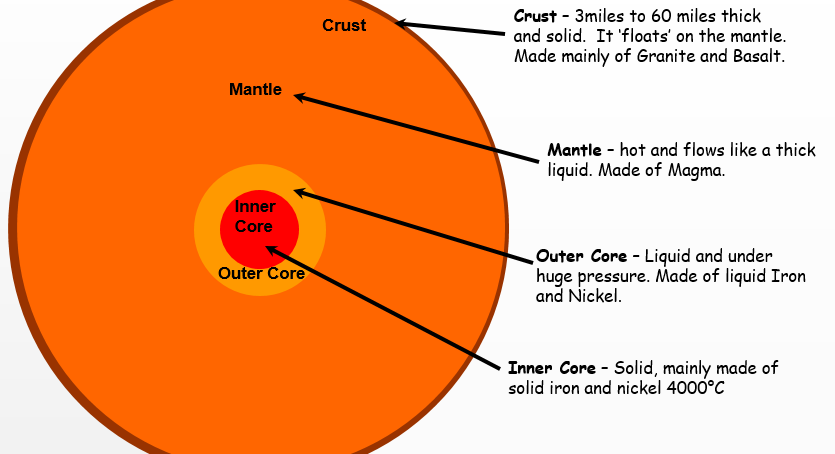 Crust
Crust – 3miles to 60 miles thick
and solid. It ‘floats’ on the mantle.
Made mainly of Granite and Basalt.
Mantle
Mantle – hot and flows like a thick
liquid. Made of Magma.
Inner
Core
Outer Core
Outer Core – Liquid and under
huge pressure. Made of liquid Iron
and Nickel.
Inner Core – Solid, mainly made of
solid iron and nickel 4000°C